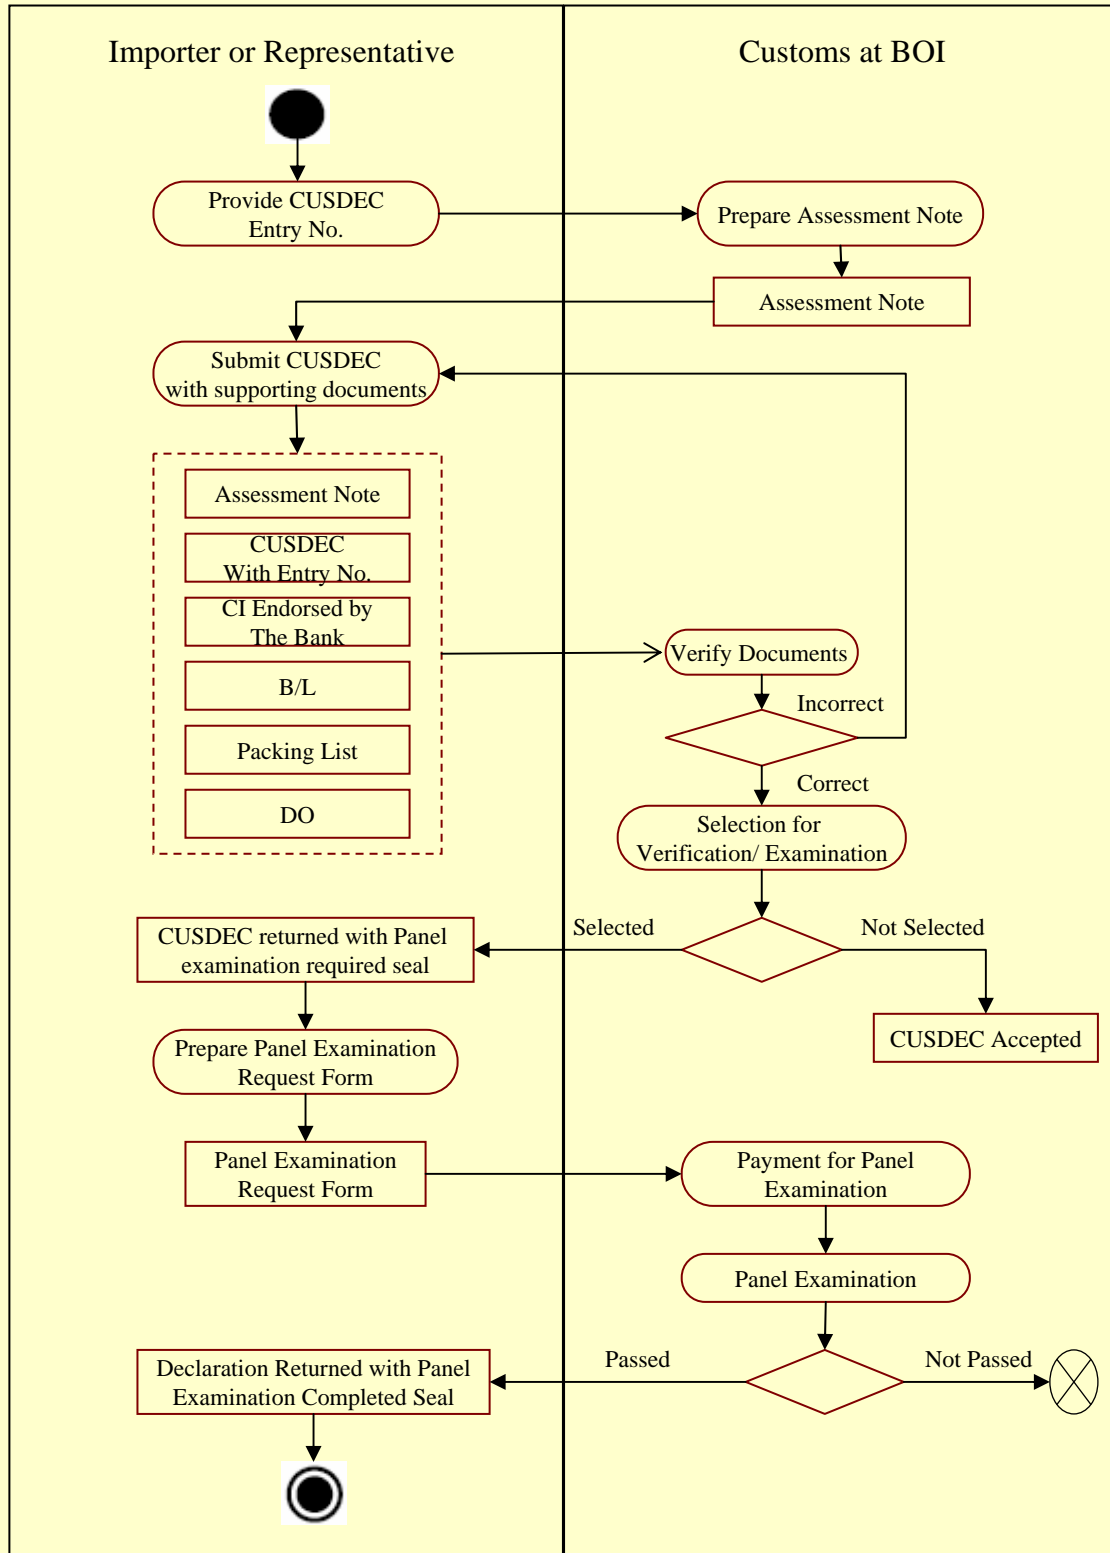 Importer or Representative
Customs at BOI
Provide CUSDEC
Entry No.
Prepare Assessment Note
Assessment Note
Submit CUSDEC
with supporting documents
Assessment Note
CUSDEC
With Entry No.
CI Endorsed by
The Bank
B/L
Packing List
DO
Verify Documents
Incorrect
Correct
Selection for
Verification/ Examination
Selected
Not Selected
CUSDEC returned with Panel
examination required seal
CUSDEC Accepted
Prepare Panel Examination
Request Form
Panel Examination
Request Form
Payment for Panel
Examination
Panel Examination
Passed
Not Passed
Declaration Returned with Panel
Examination Completed Seal